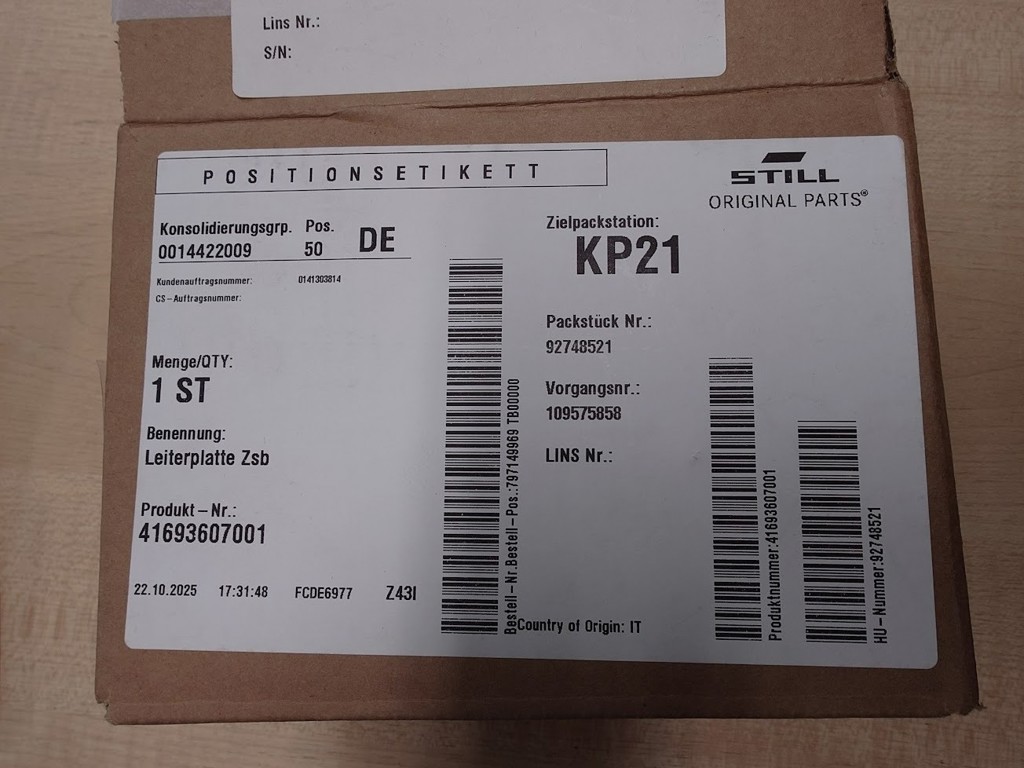 Lins Nr.:
S/N:
POSITIONSETIKETT
STILL
ORIGINAL PARTS®
Konsolidierungsgrp. Pos.
0014422009 50 DE
Kundenauftragsnummer: 0141303814
CS-Auftragsnummer:
Zielpackstation:
KP21
Menge/QTY:
1 ST
Benennung:
Leiterplatte Zsb
Produkt-Nr.:
41693607001
22.10.2025 17:31:48 FCDE6977 Z43I
Bestell-Nr.Bestell-Pos.:797149969 TB00000
Packstück Nr.:
92748521
Vorgangsnr.:
109575858
LINS Nr.:
Country of Origin: IT
Produktnummer:41693607001
HU-Nummer:92748521